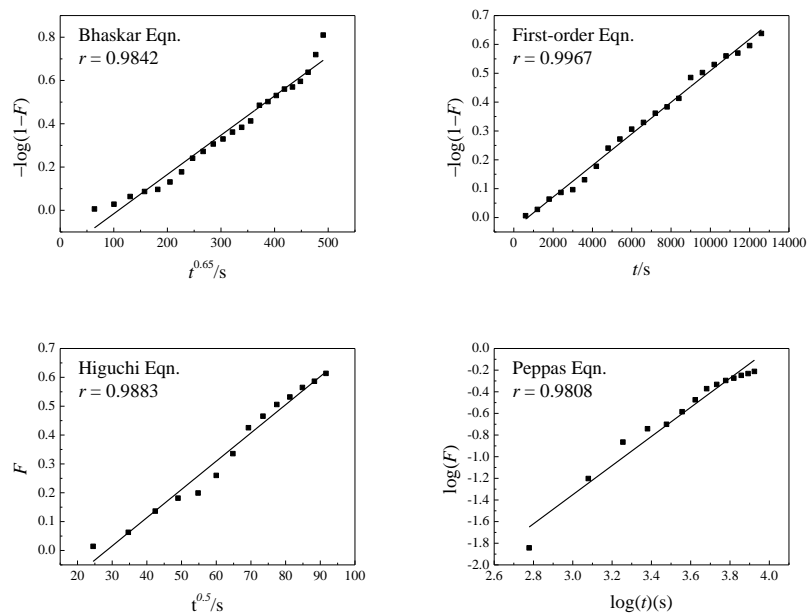 Bhaskar Eqn.
r = 0.9842
−log(1−F)
0.8
0.6
0.4
0.2
0.0
0 100 200 300 400 500
t^0.65/s
First-order Eqn.
r = 0.9967
−log(1−F)
0.7
0.6
0.5
0.4
0.3
0.2
0.1
0.0
0 2000 4000 6000 8000 10000 12000 14000
t/s
Higuchi Eqn.
r = 0.9883
F
0.7
0.6
0.5
0.4
0.3
0.2
0.1
0.0
20 30 40 50 60 70 80 90 100
t^0.5/s
Peppas Eqn.
r = 0.9808
log(F)
0.0
-0.2
-0.4
-0.6
-0.8
-1.0
-1.2
-1.4
-1.6
-1.8
-2.0
2.6 2.8 3.0 3.2 3.4 3.6 3.8 4.0
log(t)(s)